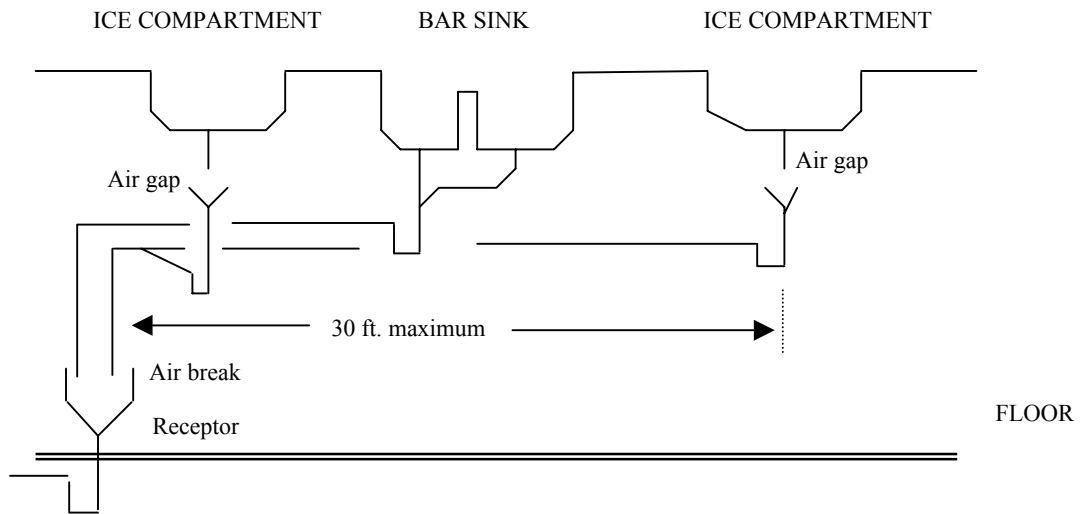 ICE COMPARTMENT BAR SINK ICE COMPARTMENT
Air gap
Air gap
30 ft. maximum
Air break
FLOOR
Receptor